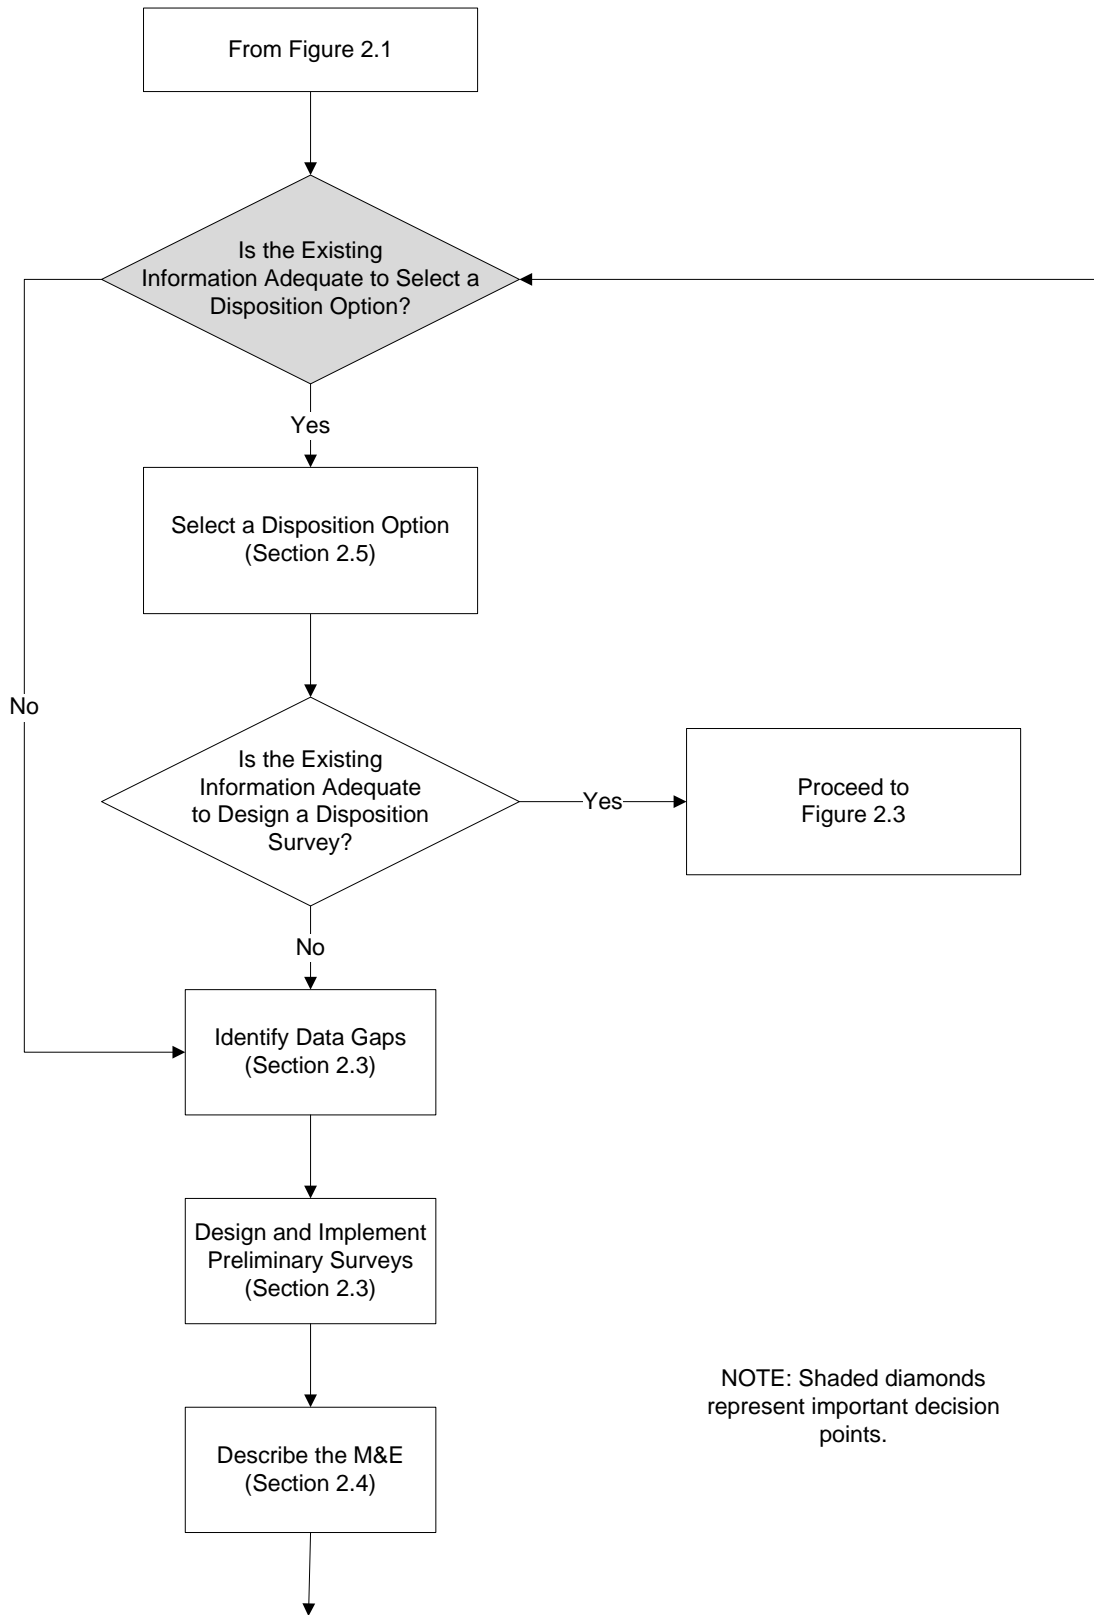 From Figure 2.1
Is the Existing
Information Adequate to Select a
Disposition Option?
Yes
Select a Disposition Option
(Section 2.5)
No
Is the Existing
Information Adequate
to Design a Disposition
Survey?
Yes
Proceed to
Figure 2.3
No
Identify Data Gaps
(Section 2.3)
Design and Implement
Preliminary Surveys
(Section 2.3)
NOTE: Shaded diamonds
represent important decision
points.
Describe the M&E
(Section 2.4)